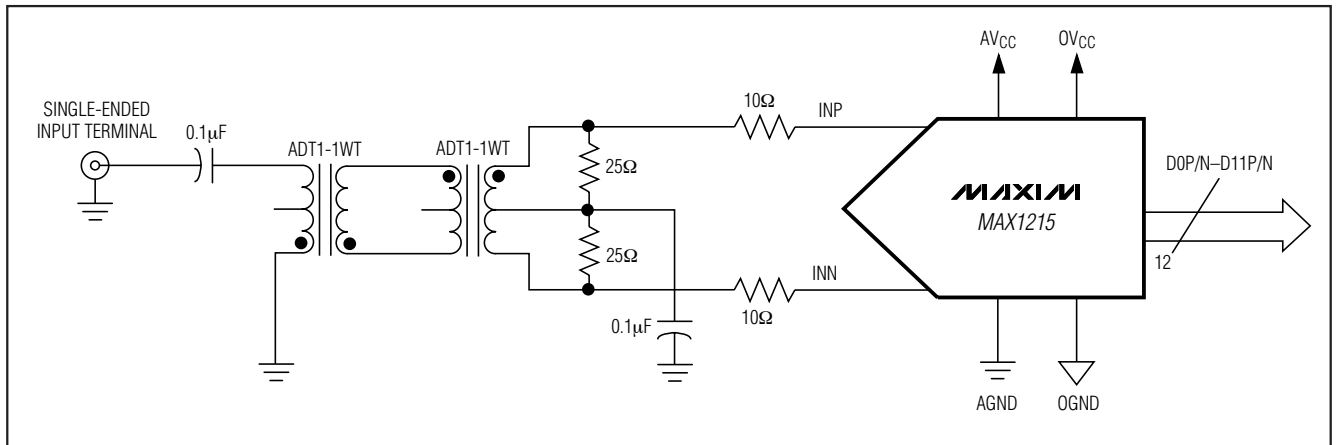 SINGLE-ENDED
INPUT TERMINAL
0.1μF
ADT1-1WT
ADT1-1WT
25Ω
25Ω
0.1μF
10Ω
INP
INN
10Ω
AVCC
OVCC
MAXIM
MAX1215
D0P/N–D11P/N
12
AGND
OGND